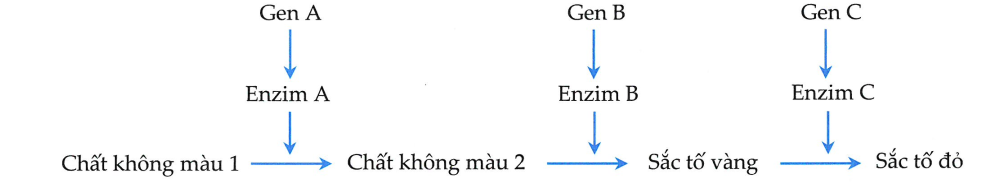 Gen A Gen B Gen C
Enzim A Enzim B Enzim C
Chất không màu 1 Chất không màu 2 Sắc tố vàng Sắc tố đỏ